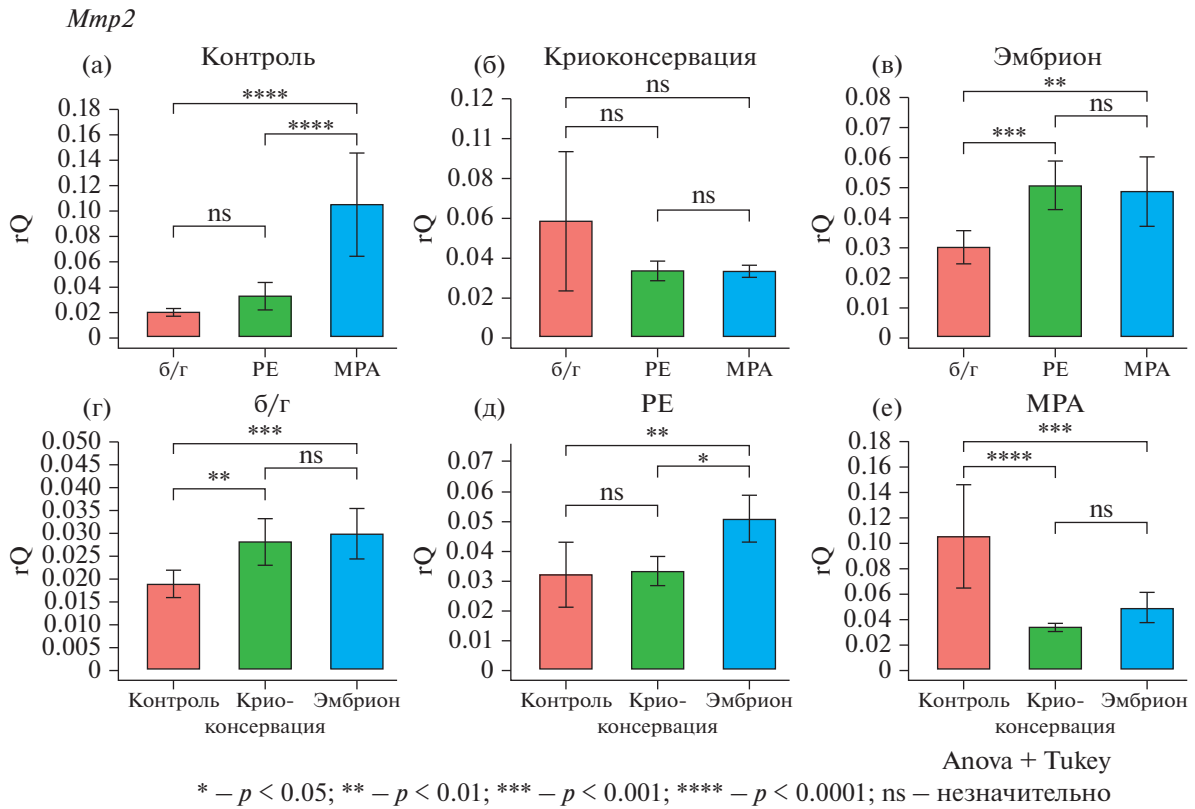 Mmp2
(а) Контроль
0.18
0.16
0.14
0.12
0.10
0.08
0.06
0.04
0.02
0
rQ
****
****
ns
б/г PE MPA
(б) Криоконсервация
0.12
0.11
0.08
0.06
0.04
0.02
0
rQ
ns
ns
ns
б/г PE MPA
(в) Эмбрион
0.08
0.07
0.06
0.05
0.04
0.03
0.02
0.01
0
rQ
**
***
ns
б/г PE MPA
(г) б/г
0.050
0.045
0.040
0.035
0.030
0.025
0.020
0.015
0.010
0.005
0
rQ
***
ns
**
Контроль Крио- Эмбрион
консервация
(д) PE
0.07
0.06
0.05
0.04
0.03
0.02
0.01
0
rQ
**
*
ns
Контроль Крио- Эмбрион
консервация
(е) MPA
0.18
0.16
0.14
0.12
0.10
0.08
0.06
0.04
0.02
0
rQ
***
****
ns
Контроль Крио- Эмбрион
консервация
Anova + Tukey
* – p < 0.05; ** – p < 0.01; *** – p < 0.001; **** – p < 0.0001; ns – незначительно